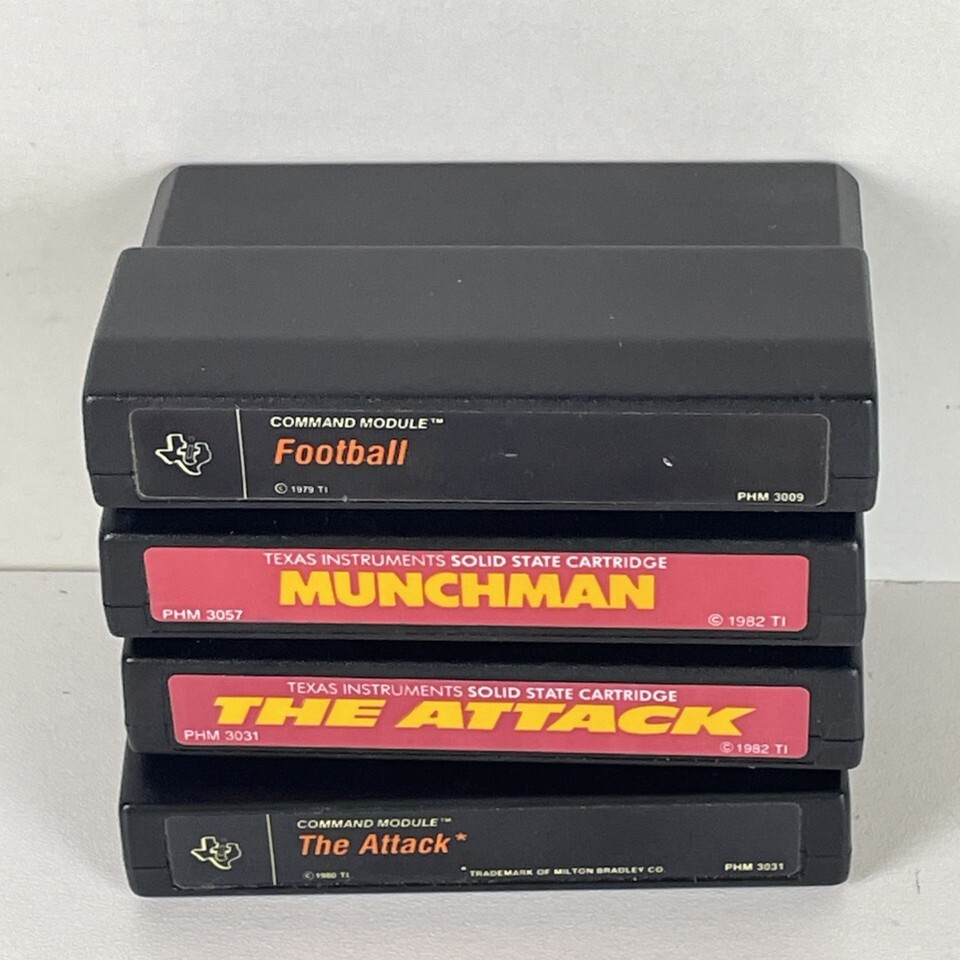 COMMAND MODULE™
Football
© 1979 TI
PHM 3009
TEXAS INSTRUMENTS SOLID STATE CARTRIDGE
MUNCHMAN
PHM 3057
© 1982 TI
TEXAS INSTRUMENTS SOLID STATE CARTRIDGE
THE ATTACK
PHM 3031
© 1982 TI
COMMAND MODULE™
The Attack*
© 1980 TI
*TRADEMARK OF MILTON BRADLEY CO.
PHM 3031